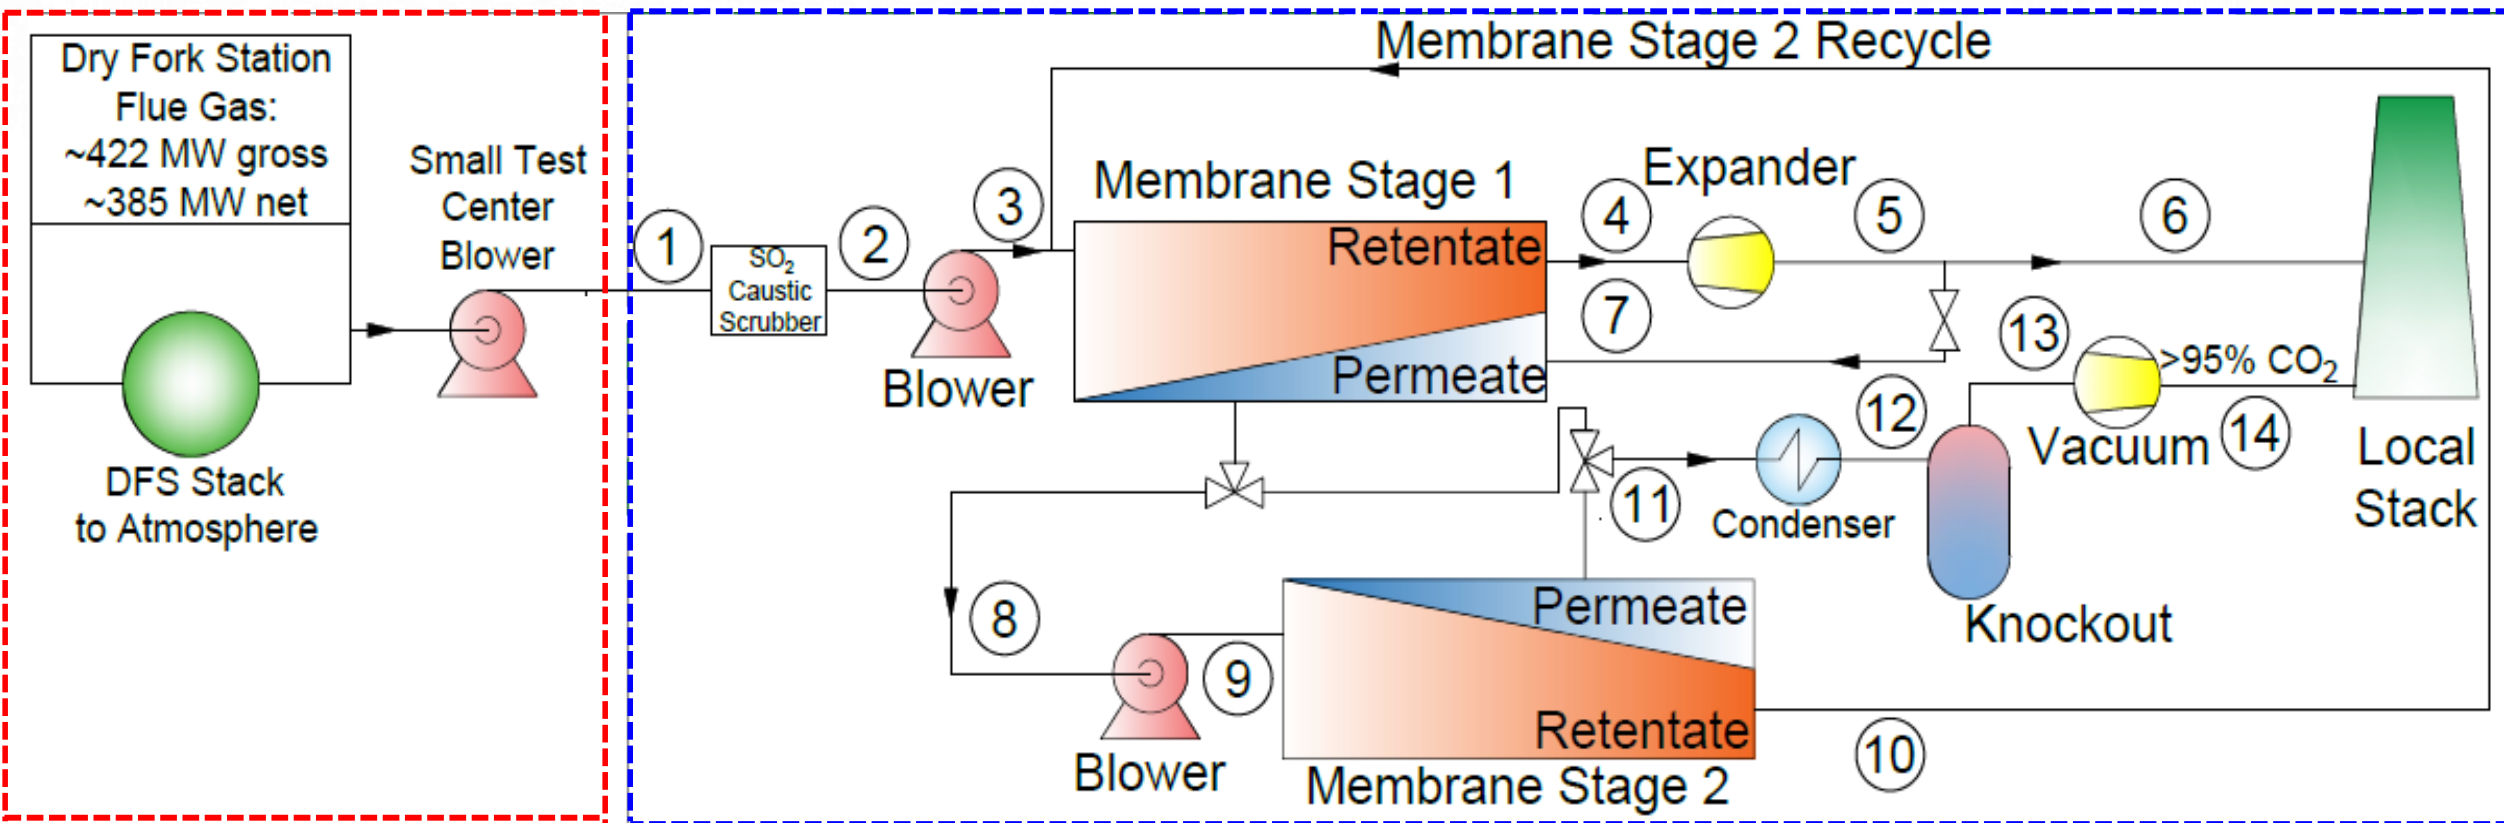 Dry Fork Station
Flue Gas:
~422 MW gross
~385 MW net
DFS Stack
to Atmosphere
Small Test
Center
Blower
1
SO2
Caustic
Scrubber
2
Blower
3
Membrane Stage 2 Recycle
Membrane Stage 1
Retentate
Permeate
4
Expander
5
6
7
8
Blower
9
Permeate
Retentate
Membrane Stage 2
10
11
Condenser
12
Knockout
13
Vacuum
>95% CO2
14
Local
Stack